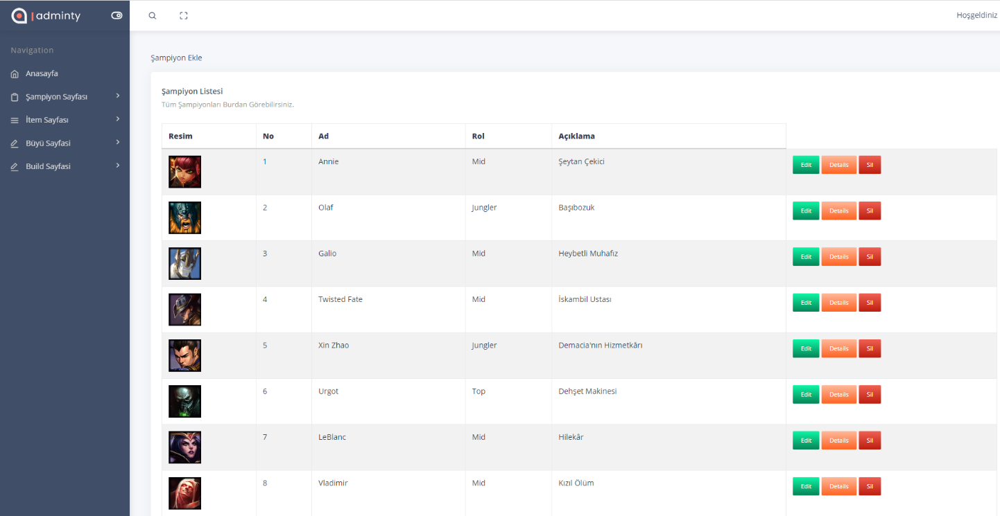 adminty
Hoşgeldiniz
Navigation
Anasayfa
Şampiyon Sayfası
İtem Sayfası
Büyü Sayfasi
Build Sayfasi
Şampiyon Ekle
Şampiyon Listesi
Tüm Şampiyonları Burdan Görebilirsiniz.
Resim No Ad Rol Açıklama
1 Annie Mid Şeytan Çekici Edit Details Sil
2 Olaf Jungler Başıbozuk Edit Details Sil
3 Galio Mid Heybetli Muhafız Edit Details Sil
4 Twisted Fate Mid İskambil Ustası Edit Details Sil
5 Xin Zhao Jungler Demacia'nın Hizmetkârı Edit Details Sil
6 Urgot Top Dehşet Makinesi Edit Details Sil
7 LeBlanc Mid Hilekâr Edit Details Sil
8 Vladimir Mid Kızıl Ölüm Edit Details Sil